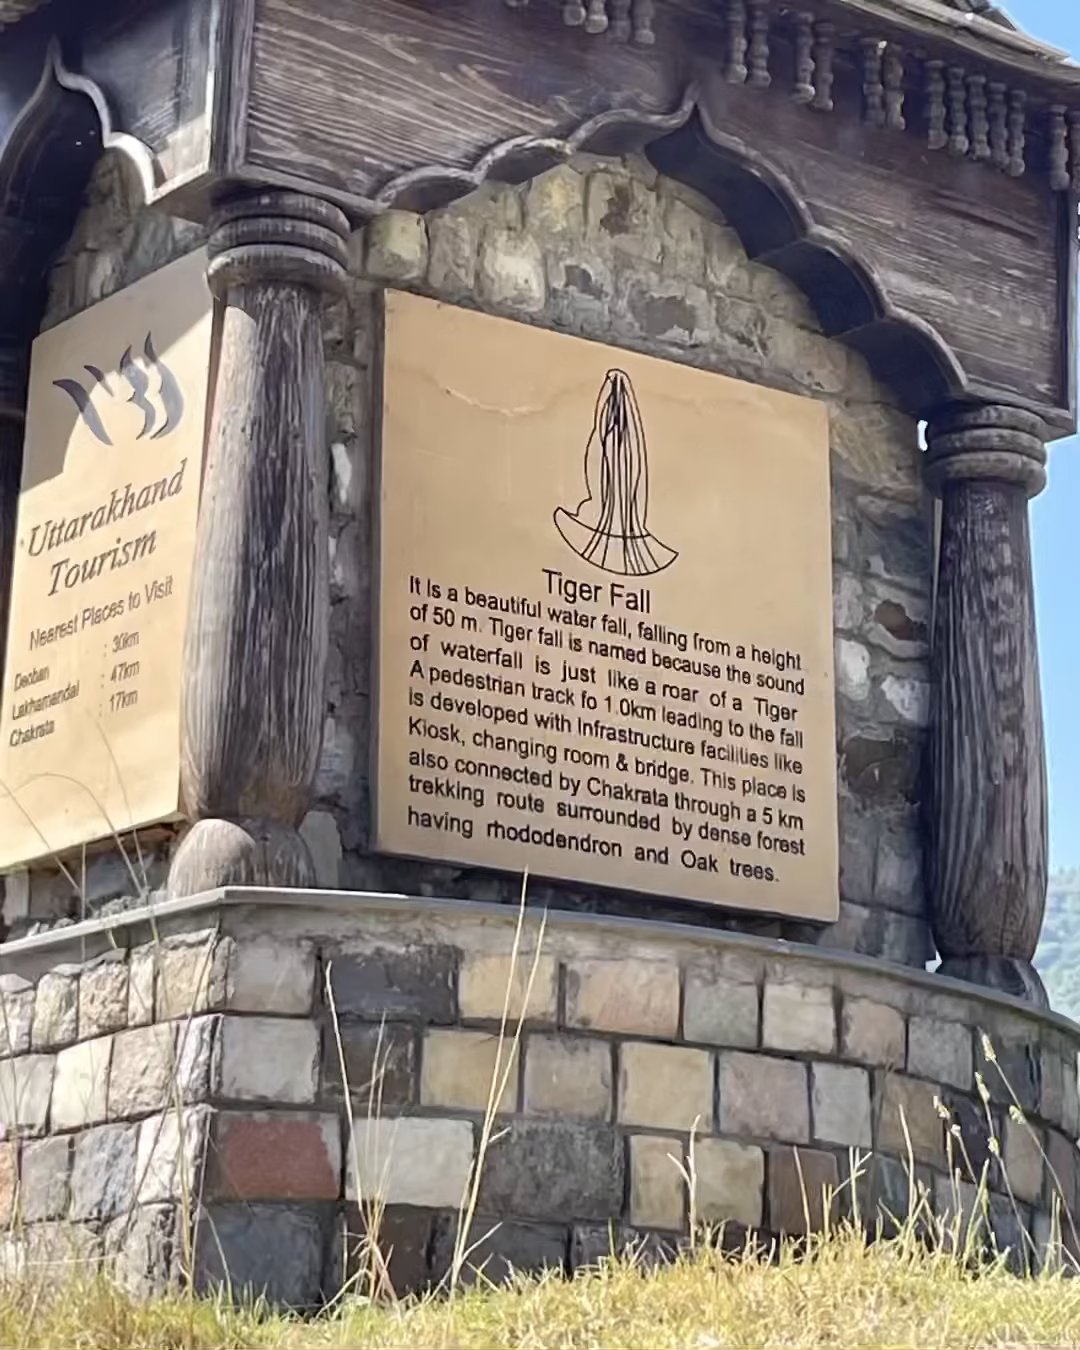 Uttarakhand
Tourism
Nearest Places to Visit
Deoban : 30km
Lakhamandal : 47km
Chakrata : 17km
Tiger Fall
It is a beautiful water fall, falling from a height
of 50 m. Tiger fall is named because the sound
of waterfall is just like a roar of a Tiger
A pedestrian track fo 1.0km leading to the fall
is developed with Infrastructure facilities like
Kiosk, changing room & bridge. This place is
also connected by Chakrata through a 5 km
trekking route surrounded by dense forest
having rhododendron and Oak trees.